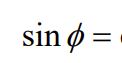 sin ϕ =